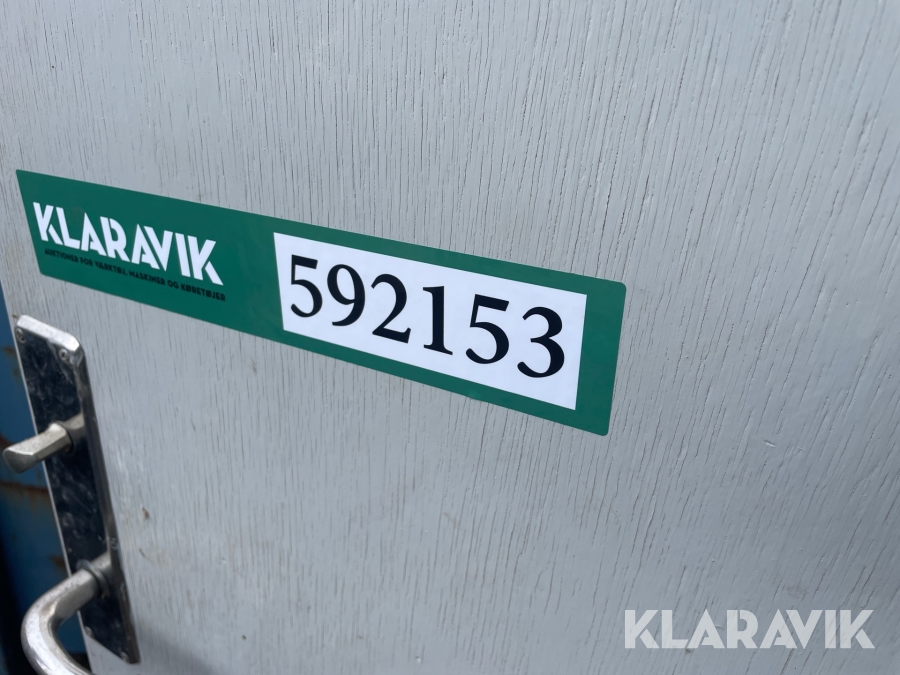 KLARAVIK
AUKTIONER FOR VÆRKTØJ, MASKINER OG KØRETØJER
592153
KLARAVIK